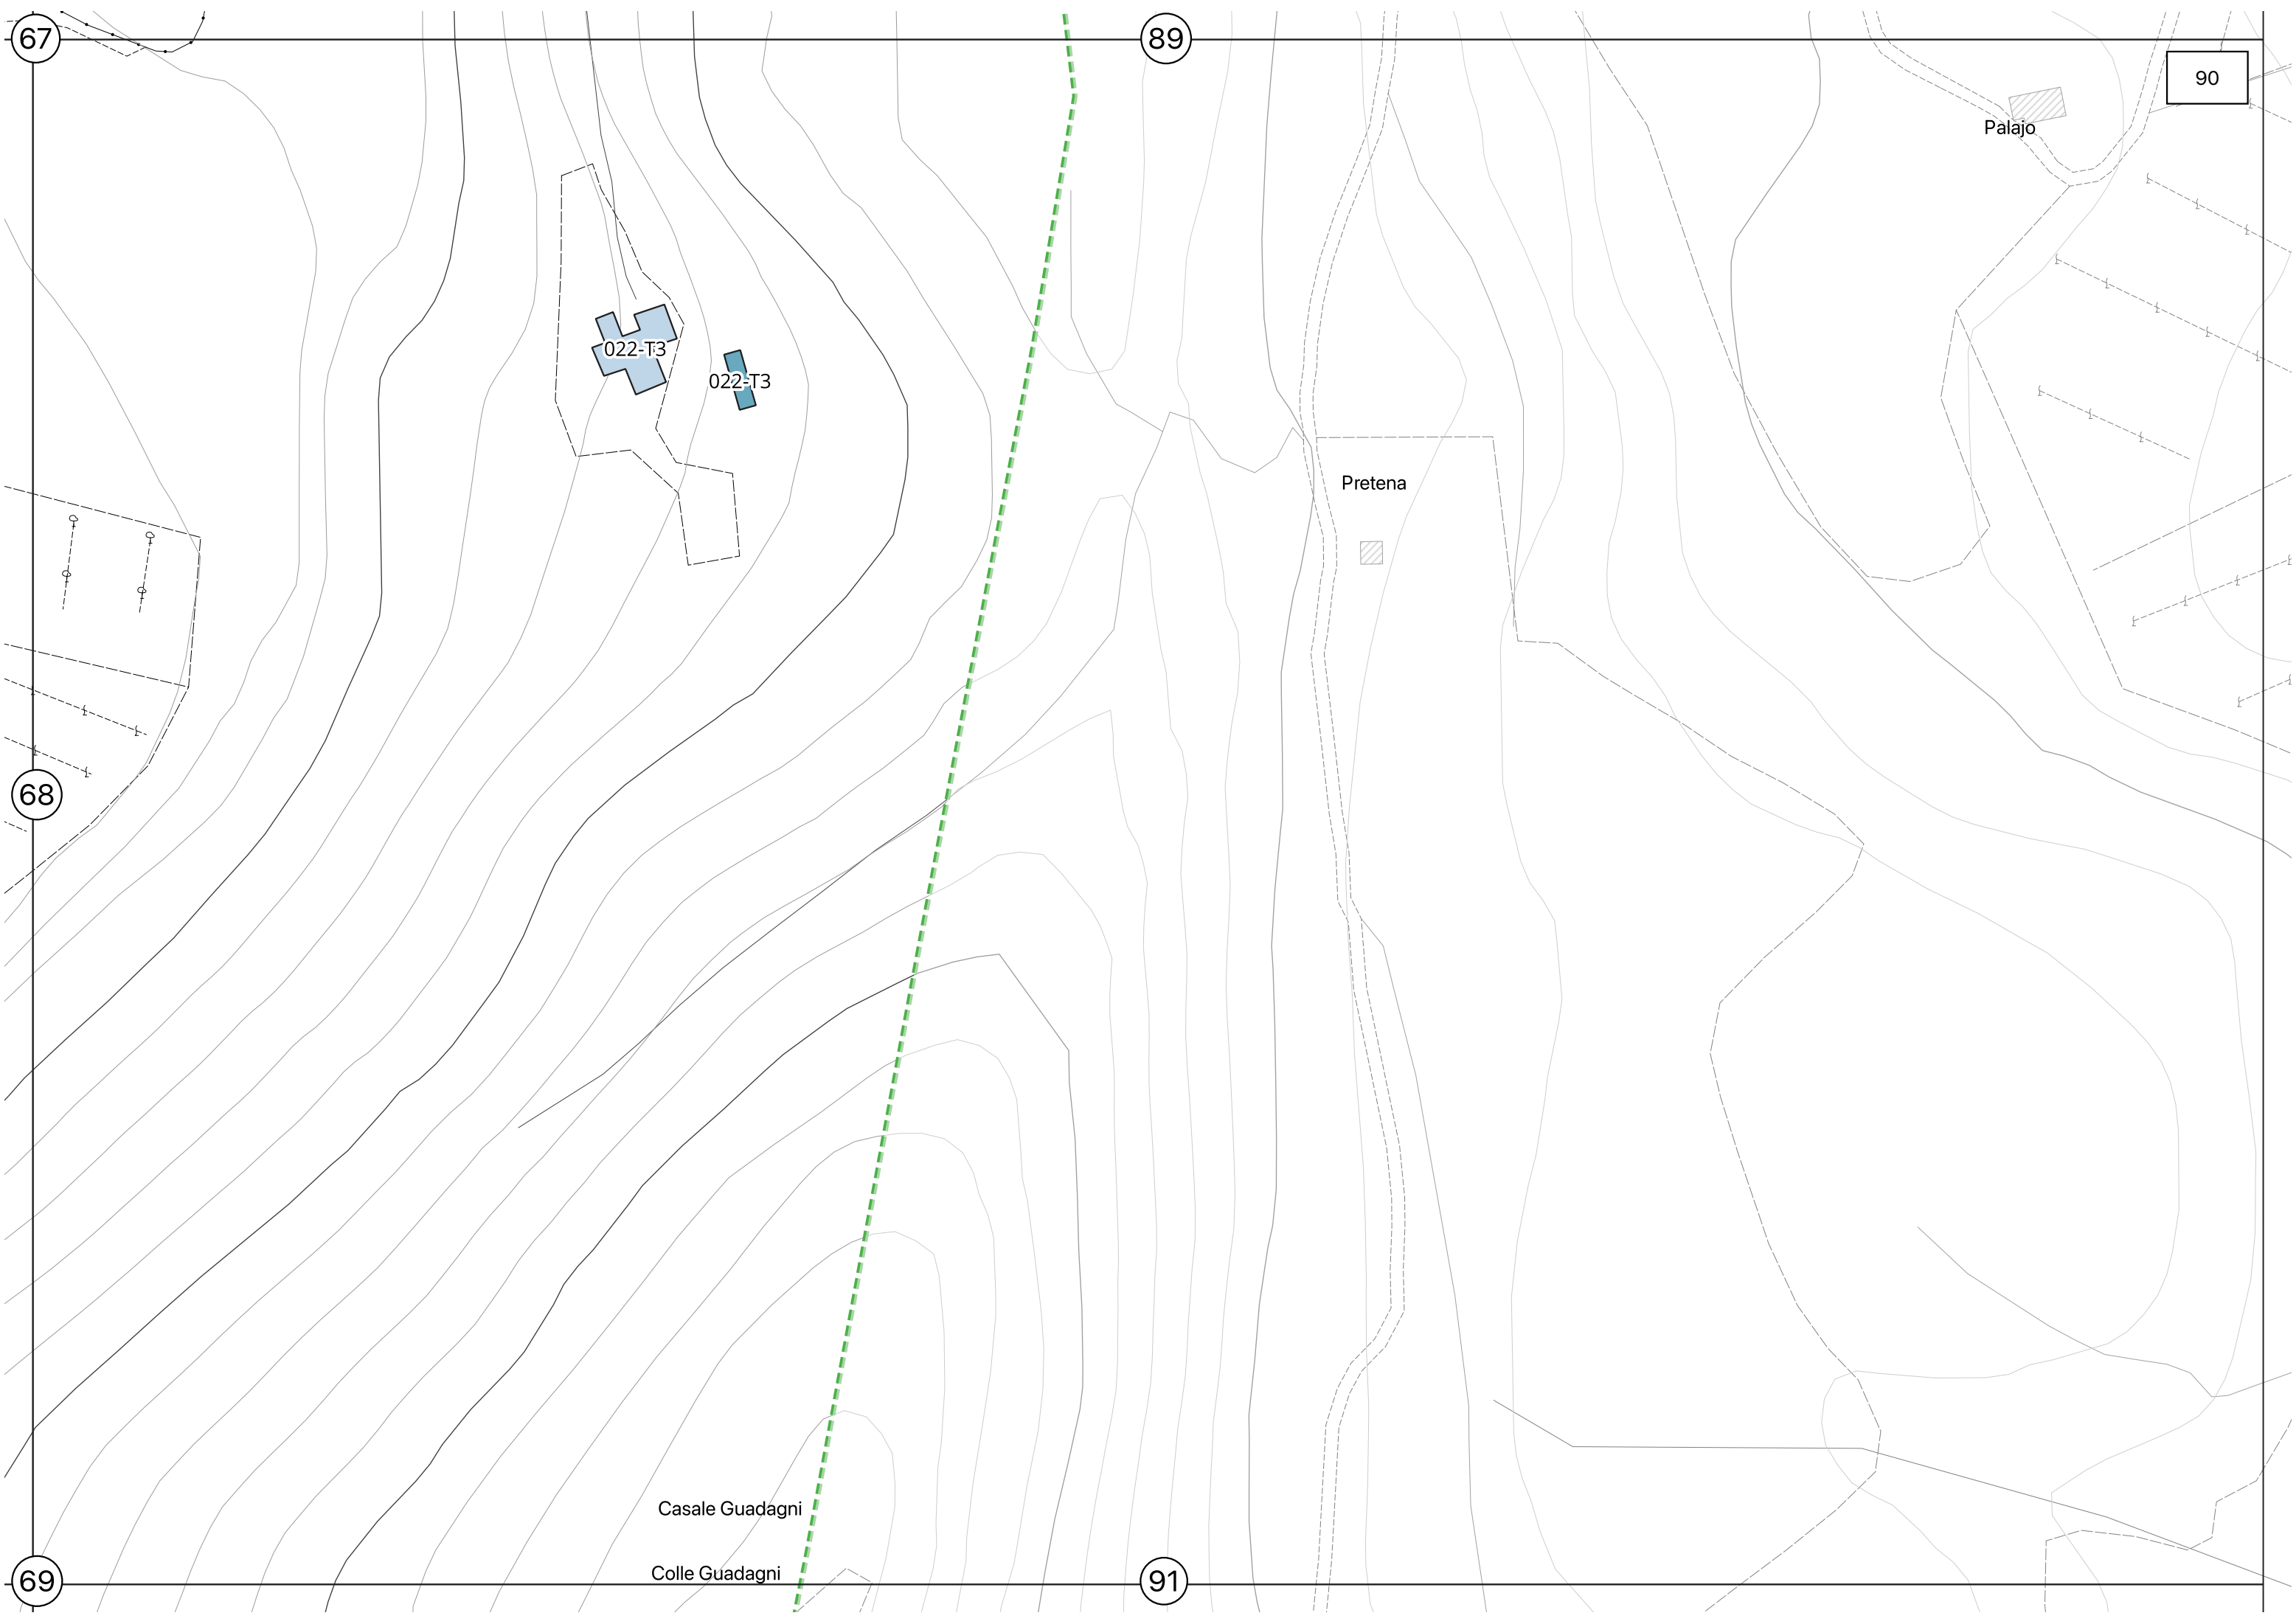 67
89
90
Palajo
022-T3
022-T3
Pretena
68
Casale Guadagni
Colle Guadagni
69
91